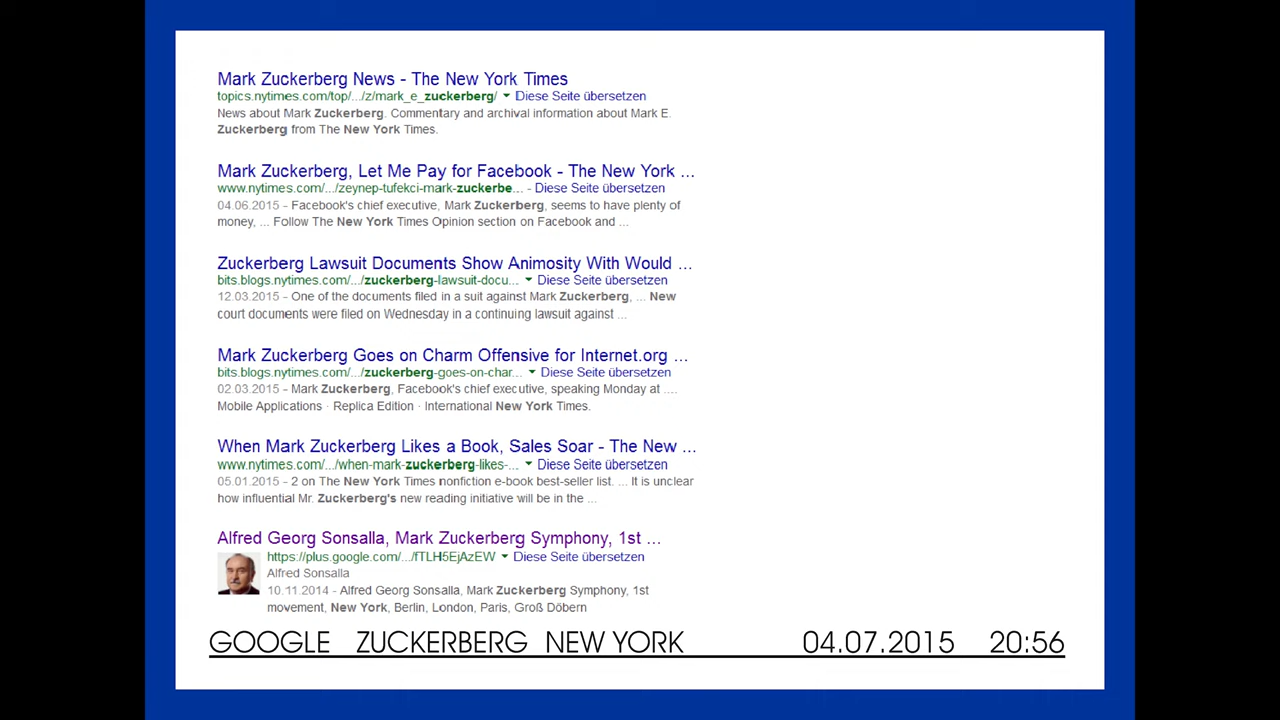 Mark Zuckerberg News - The New York Times
topics.nytimes.com/top/.../z/mark_e_zuckerberg/ Diese Seite übersetzen
News about Mark Zuckerberg. Commentary and archival information about Mark E.
Zuckerberg from The New York Times.
Mark Zuckerberg, Let Me Pay for Facebook - The New York ...
www.nytimes.com/.../zeynep-tufekci-mark-zuckerbe... - Diese Seite übersetzen
04.06.2015 - Facebook's chief executive, Mark Zuckerberg, seems to have plenty of
money, ... Follow The New York Times Opinion section on Facebook and ...
Zuckerberg Lawsuit Documents Show Animosity With Would ...
bits.blogs.nytimes.com/.../zuckerberg-lawsuit-docu... Diese Seite übersetzen
12.03.2015 - One of the documents filed in a suit against Mark Zuckerberg, ... New
court documents were filed on Wednesday in a continuing lawsuit against ...
Mark Zuckerberg Goes on Charm Offensive for Internet.org ...
bits.blogs.nytimes.com/.../zuckerberg-goes-on-char... Diese Seite übersetzen
02.03.2015 - Mark Zuckerberg, Facebook's chief executive, speaking Monday at ....
Mobile Applications · Replica Edition · International New York Times.
When Mark Zuckerberg Likes a Book, Sales Soar - The New ...
www.nytimes.com/.../when-mark-zuckerberg-likes-... Diese Seite übersetzen
05.01.2015 - 2 on The New York Times nonfiction e-book best-seller list. ... It is unclear
how influential Mr. Zuckerberg's new reading initiative will be in the ...
Alfred Georg Sonsalla, Mark Zuckerberg Symphony, 1st ...
https://plus.google.com/.../fTLH5EjAzEW Diese Seite übersetzen
Alfred Sonsalla
10.11.2014 - Alfred Georg Sonsalla, Mark Zuckerberg Symphony, 1st
movement, New York, Berlin, London, Paris, Groß Döbern
GOOGLE ZUCKERBERG NEW YORK 04.07.2015 20:56